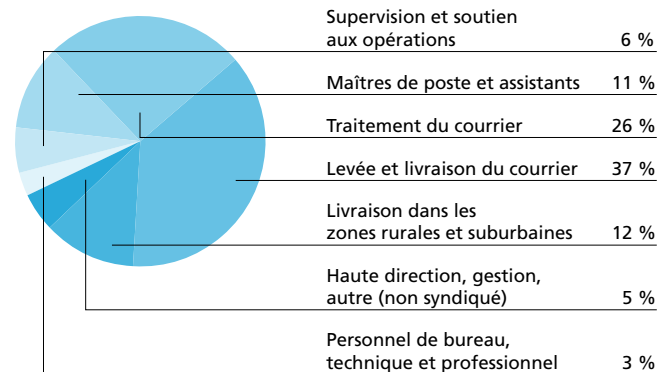 Supervision et soutien
aux opérations 6 %
Maîtres de poste et assistants 11 %
Traitement du courrier 26 %
Levée et livraison du courrier 37 %
Livraison dans les
zones rurales et suburbaines 12 %
Haute direction, gestion,
autre (non syndiqué) 5 %
Personnel de bureau,
technique et professionnel 3 %